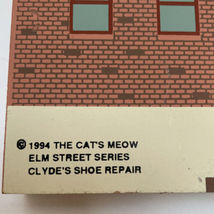 © 1994 THE CAT'S MEOW
ELM STREET SERIES
CLYDE'S SHOE REPAIR